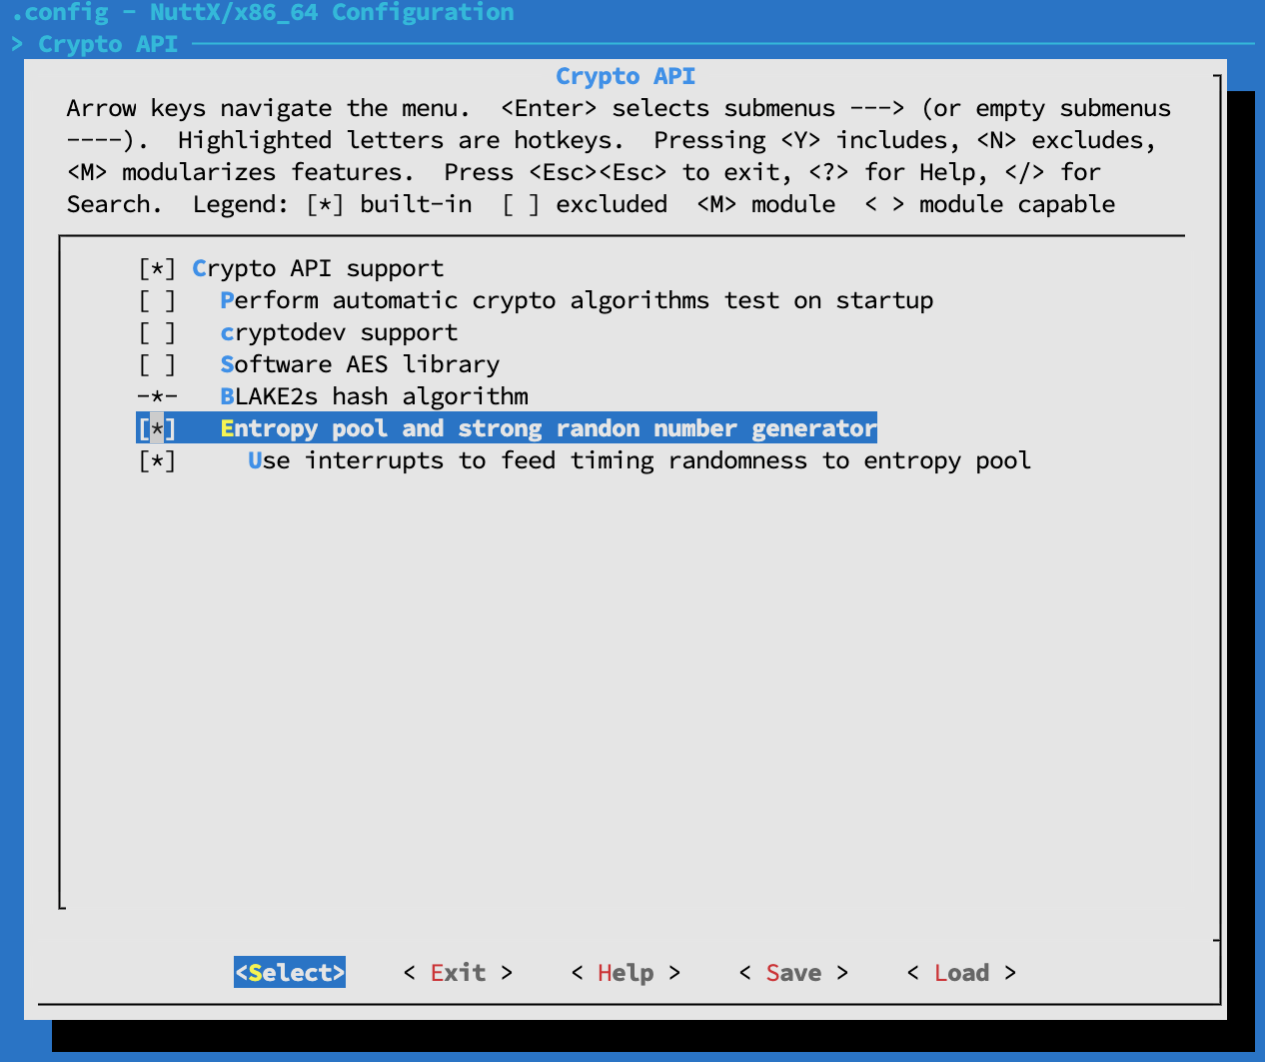 .config - NuttX/x86_64 Configuration
> Crypto API
Crypto API
Arrow keys navigate the menu.  <Enter> selects submenus ---> (or empty submenus
----).  Highlighted letters are hotkeys.  Pressing <Y> includes, <N> excludes,
<M> modularizes features.  Press <Esc><Esc> to exit, <?> for Help, </> for
Search.  Legend: [*] built-in  [ ] excluded  <M> module  < > module capable
[*] Crypto API support
[ ]   Perform automatic crypto algorithms test on startup
[ ]   cryptodev support
[ ]   Software AES library
-*-   BLAKE2s hash algorithm
[*]   Entropy pool and strong randon number generator
[*]     Use interrupts to feed timing randomness to entropy pool
<Select>    < Exit >    < Help >    < Save >    < Load >